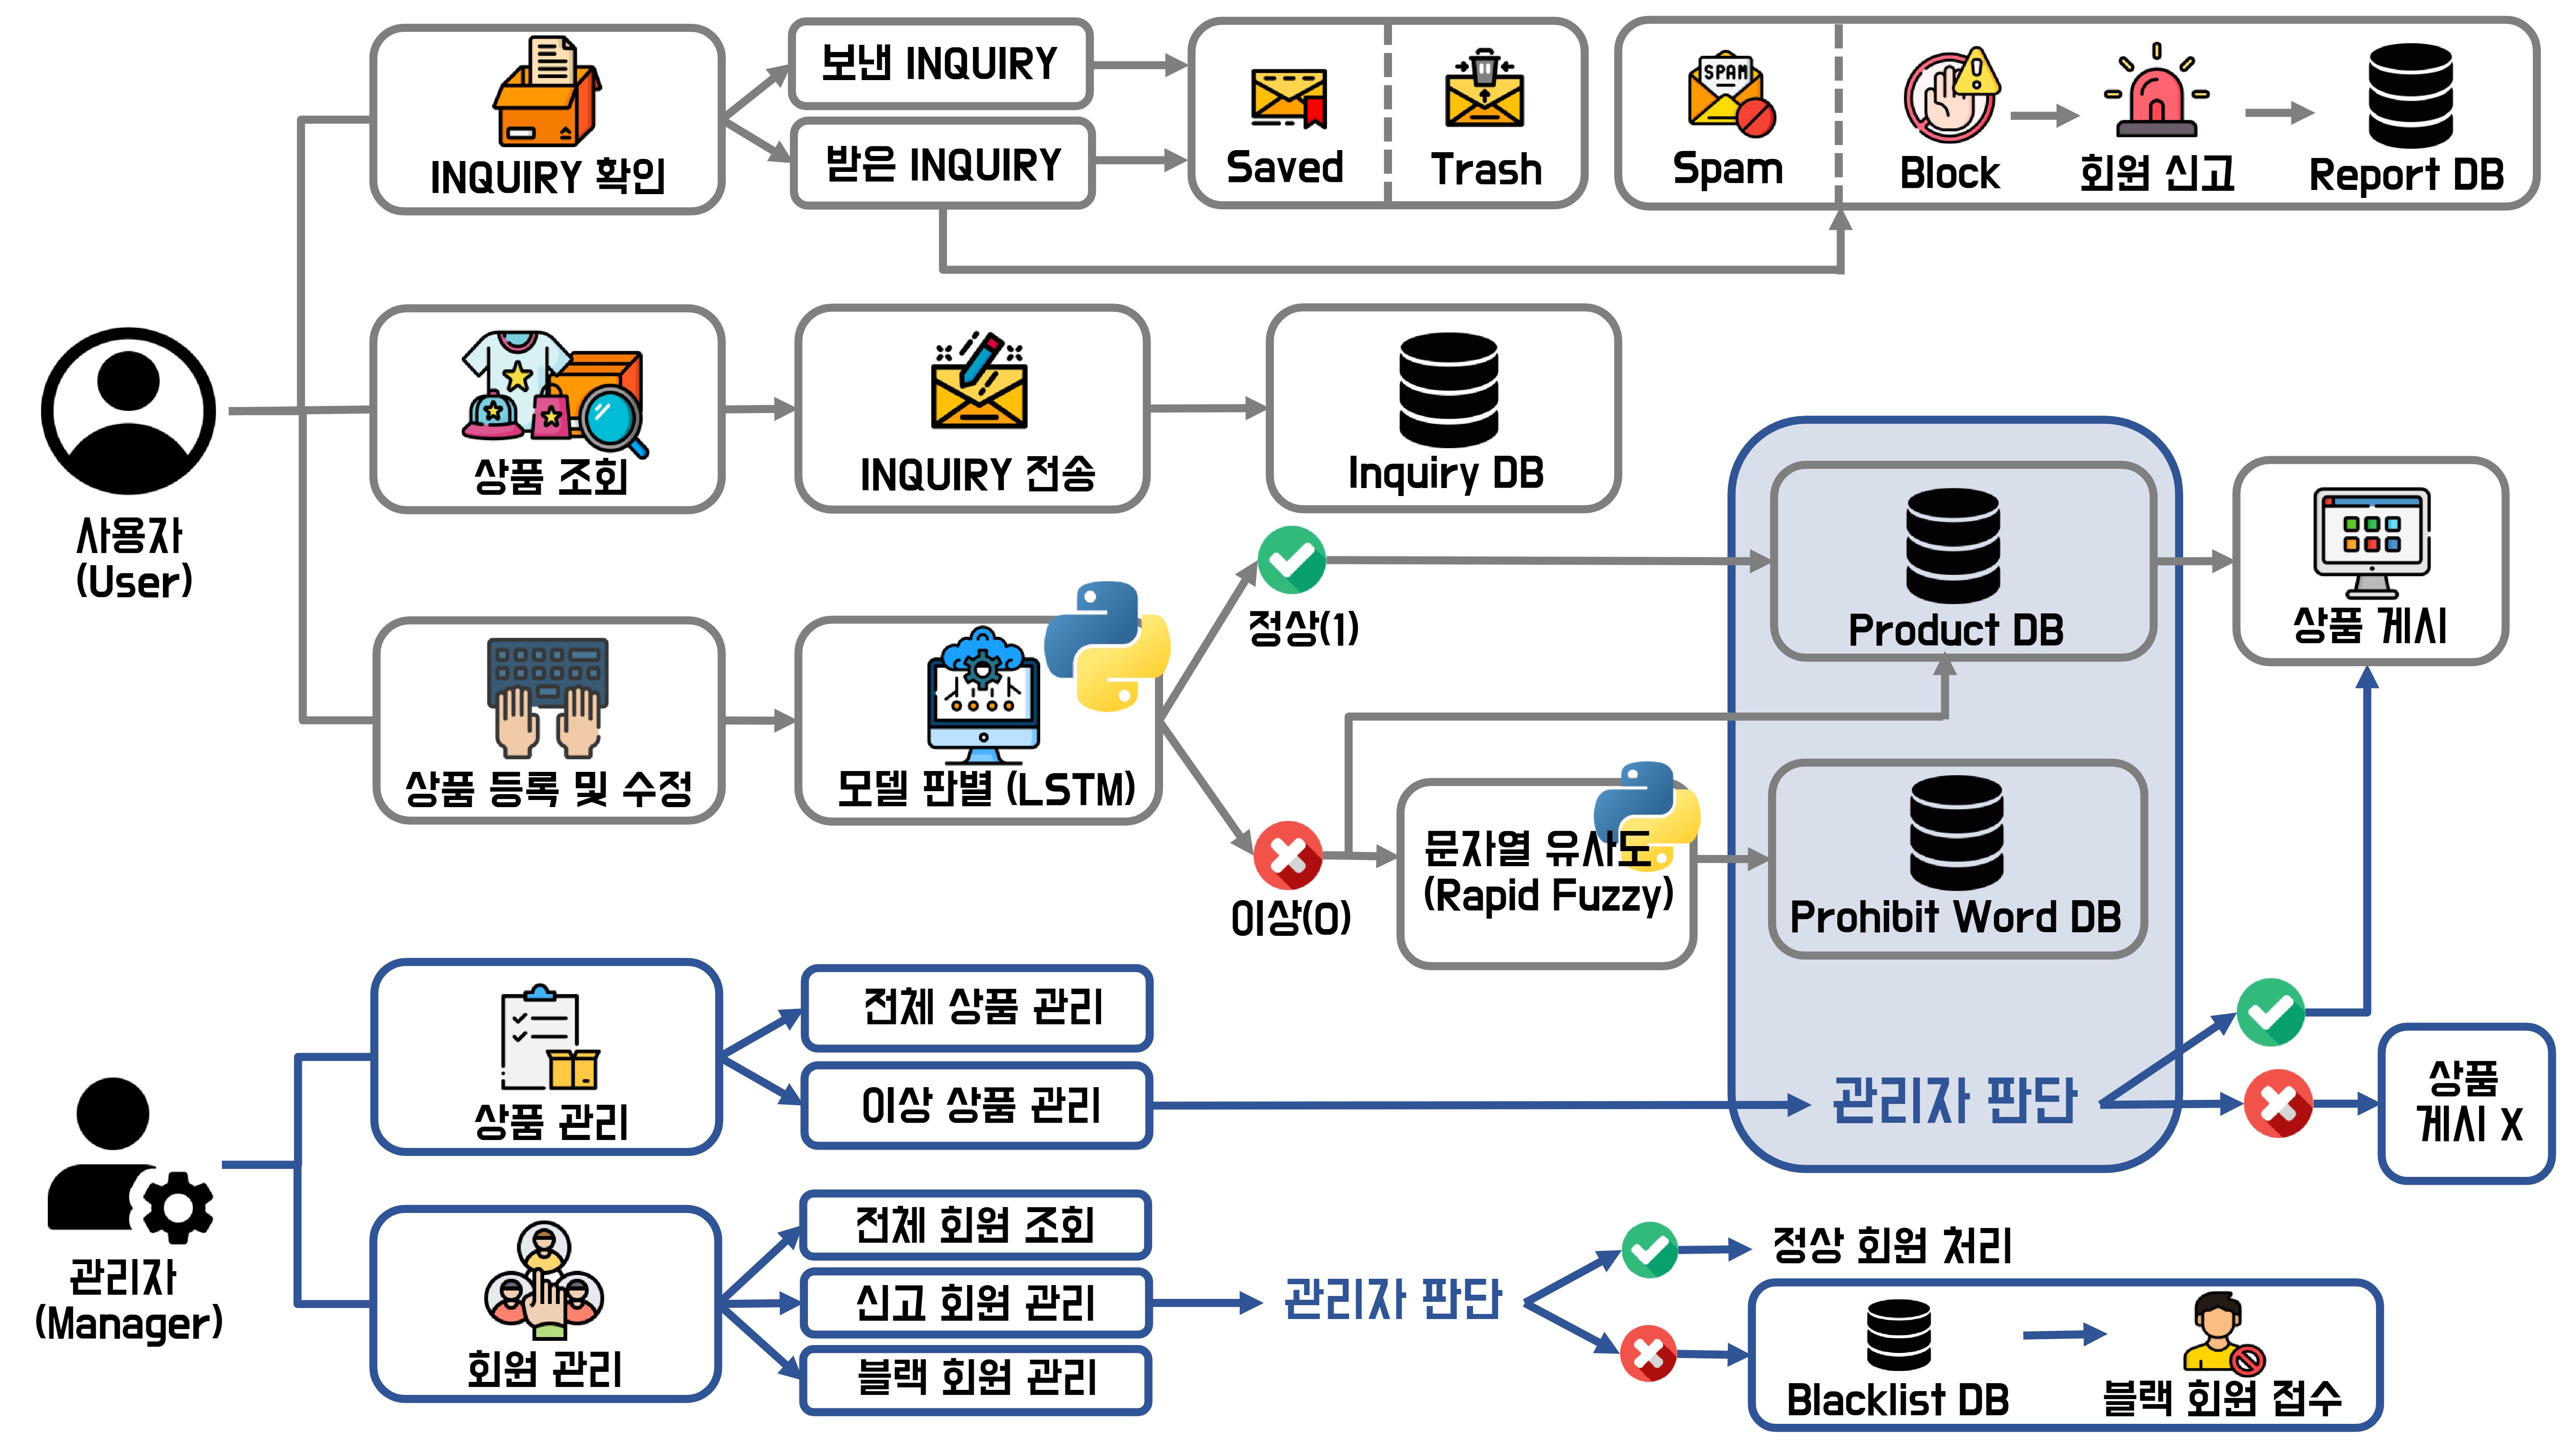 INQUIRY 확인
보낸 INQUIRY
받은 INQUIRY
Saved
Trash
SPAM
Spam
Block
회원 신고
Report DB
사용자
(User)
상품 조회
INQUIRY 전송
Inquiry DB
상품 등록 및 수정
모델 판별 (LSTM)
정상(1)
이상(0)
문자열 유사도
(Rapid Fuzzy)
Product DB
Prohibit Word DB
상품 게시
관리자
(Manager)
상품 관리
전체 상품 관리
이상 상품 관리
관리자 판단
상품
게시 X
회원 관리
전체 회원 조회
신고 회원 관리
블랙 회원 관리
관리자 판단
정상 회원 처리
Blacklist DB
블랙 회원 접수